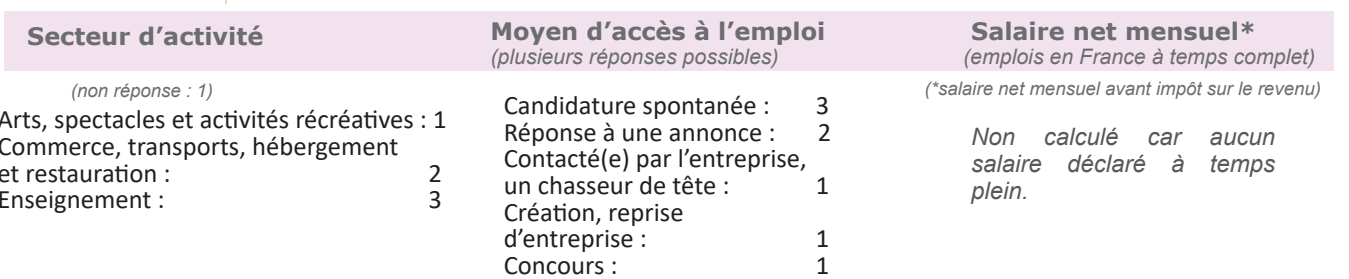 Secteur d'activité
(non réponse : 1)
Arts, spectacles et activités récréatives : 1
Commerce, transports, hébergement
et restauration : 2
Enseignement : 3
Moyen d'accès à l'emploi
(plusieurs réponses possibles)
Candidature spontanée : 3
Réponse à une annonce : 2
Contacté(e) par l'entreprise,
un chasseur de tête : 1
Création, reprise
d'entreprise : 1
Concours : 1
Salaire net mensuel*
(emplois en France à temps complet)
(*salaire net mensuel avant impôt sur le revenu)
Non calculé car aucun
salaire déclaré à temps
plein.